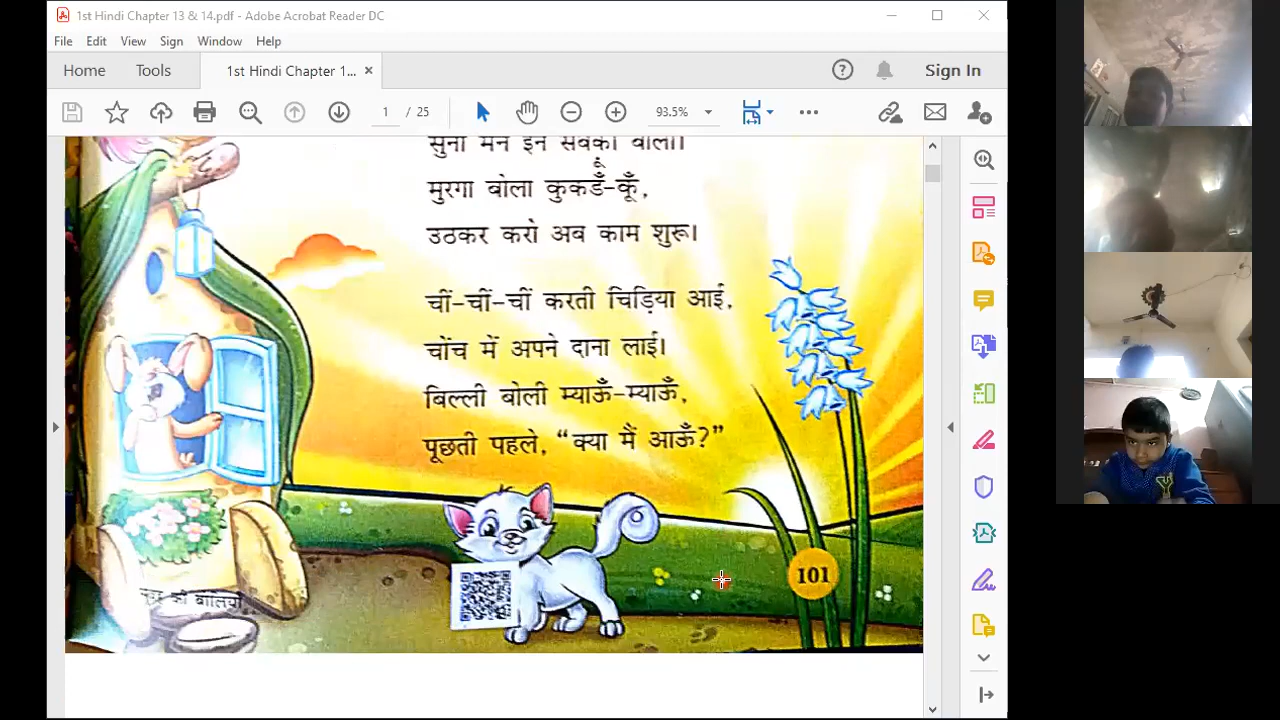 1st Hindi Chapter 13 & 14.pdf - Adobe Acrobat Reader DC
File Edit View Sign Window Help
Home Tools 1st Hindi Chapter 1... × Sign In
1 / 25 93.5%
मुरगा बोला कुकडूँ-कूँ,
उठकर करो अब काम शुरू।
चीं-चीं-चीं करती चिड़िया आई,
चोंच में अपने दाना लाई।
बिल्ली बोली म्याऊँ-म्याऊँ,
पूछती पहले, “क्या मैं आऊँ?”
101